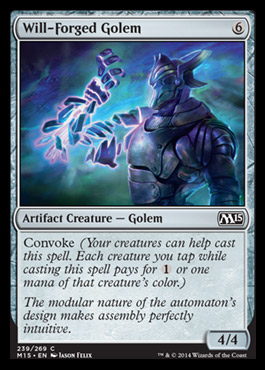 Will-Forged Golem 6
Artifact Creature — Golem M15
Convoke (Your creatures can help cast
this spell. Each creature you tap while
casting this spell pays for 1 or one
mana of that creature's color.)
The modular nature of the automaton's
design makes assembly perfectly
intuitive.
4/4
239/269 C
M15 • EN JASON FELIX ™ & © 2014 Wizards of the Coast